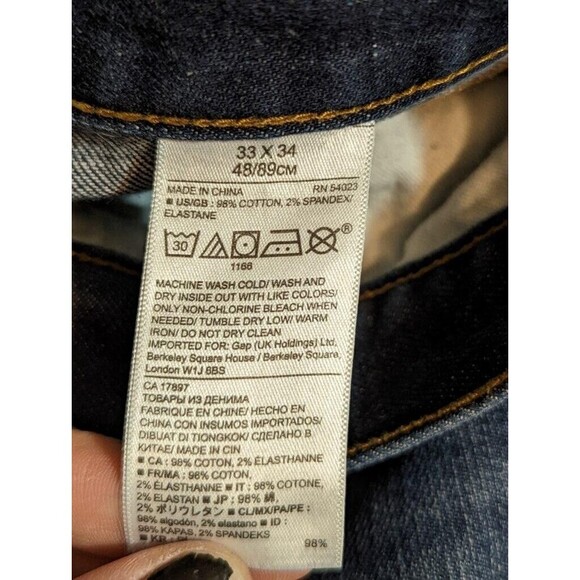 33 X 34
48/89CM
MADE IN CHINA RN 54023
■ US/GB : 98% COTTON, 2% SPANDEX/
ELASTANE
30 ®
1166
MACHINE WASH COLD/ WASH AND
DRY INSIDE OUT WITH LIKE COLORS/
ONLY NON-CHLORINE BLEACH WHEN
NEEDED/ TUMBLE DRY LOW/ WARM
IRON/ DO NOT DRY CLEAN
IMPORTED FOR: Gap (UK Holdings) Ltd,
Berkeley Square House / Berkeley Square,
London W1J 6BS
CA 17897
ТОВАРЫ ИЗ ДЕНИМА
FABRIQUE EN CHINE/ HECHO EN
CHINA CON INSUMOS IMPORTADOS/
DIBUAT DI TIONGKOK/ СДЕЛАНО В
КИТАЕ/ MADE IN CIN
■ CA : 98% COTON, 2% ÉLASTHANNE
■ FR/MA : 98% COTON, 2%
ÉLASTHANNE ■ IT : 98% COTONE,
2% ELASTAN ■ JP : 98% 綿,
2% ポリウレタン ■ CL/MX/PA/PE :
98% algodón, 2% elastano ■ ID :
98% KAPAS, 2% SPANDEKS
■ KR : 98%